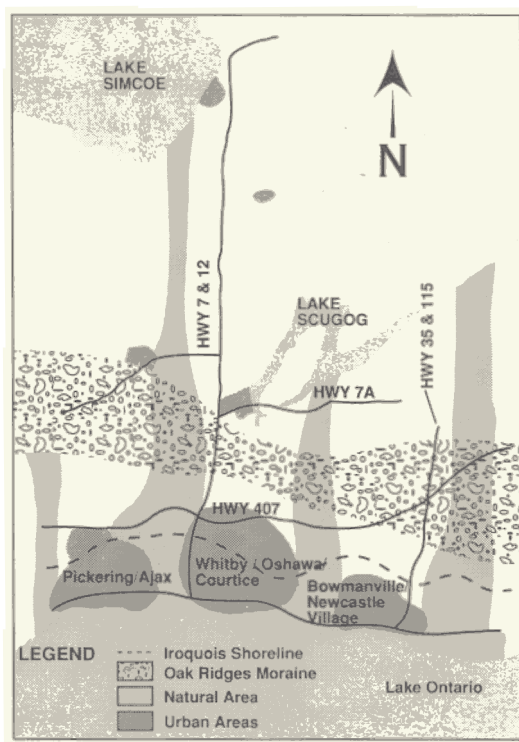 LAKE
SIMCOE
N
HWY 7 & 12
LAKE
SCUGOG
HWY 35 & 115
HWY 7A
HWY 407
Pickering/Ajax
Whitby / Oshawa/
Courtice
Bowmanville/
Newcastle
Village
LEGEND
Iroquois Shoreline
Oak Ridges Moraine
Natural Area
Urban Areas
Lake Ontario